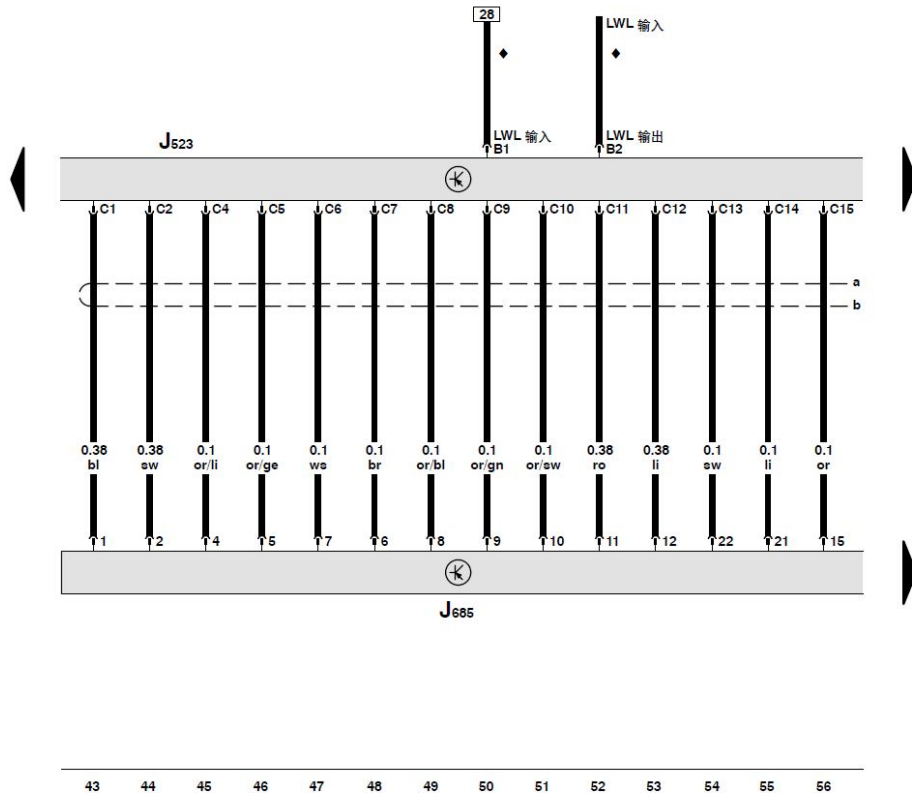 28
LWL 输入
LWL 输入
B1
LWL 输出
B2
J523
C1 C2 C4 C5 C6 C7 C8 C9 C10 C11 C12 C13 C14 C15
a
b
0.38 0.38 0.1 0.1 0.1 0.1 0.1 0.1 0.1 0.38 0.38 0.1 0.1 0.1
bl sw or/li or/ge ws br or/bl or/gn or/sw ro li sw li or
1 2 4 5 7 6 8 9 10 11 12 22 21 15
J685
43 44 45 46 47 48 49 50 51 52 53 54 55 56